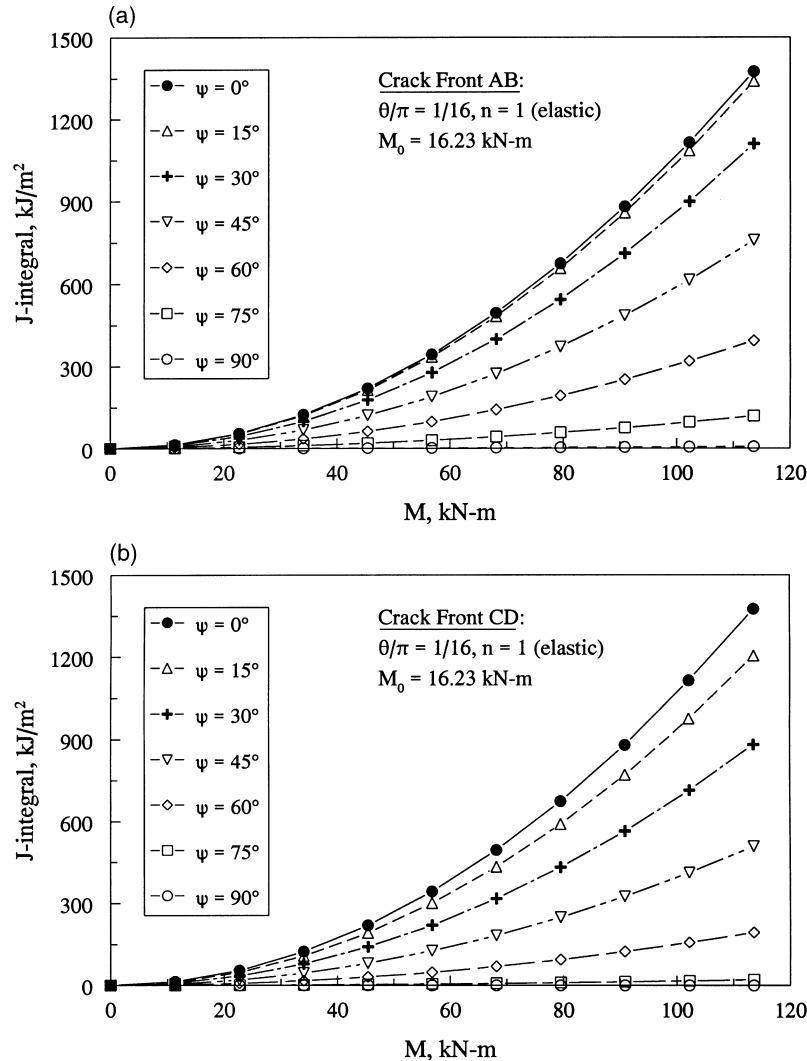 (a)
1500
1200
900
600
300
0
J-integral, kJ/m²
ψ = 0°
ψ = 15°
ψ = 30°
ψ = 45°
ψ = 60°
ψ = 75°
ψ = 90°
Crack Front AB:
θ/π = 1/16, n = 1 (elastic)
M₀ = 16.23 kN-m
0 20 40 60 80 100 120
M, kN-m
(b)
1500
1200
900
600
300
0
J-integral, kJ/m²
ψ = 0°
ψ = 15°
ψ = 30°
ψ = 45°
ψ = 60°
ψ = 75°
ψ = 90°
Crack Front CD:
θ/π = 1/16, n = 1 (elastic)
M₀ = 16.23 kN-m
0 20 40 60 80 100 120
M, kN-m